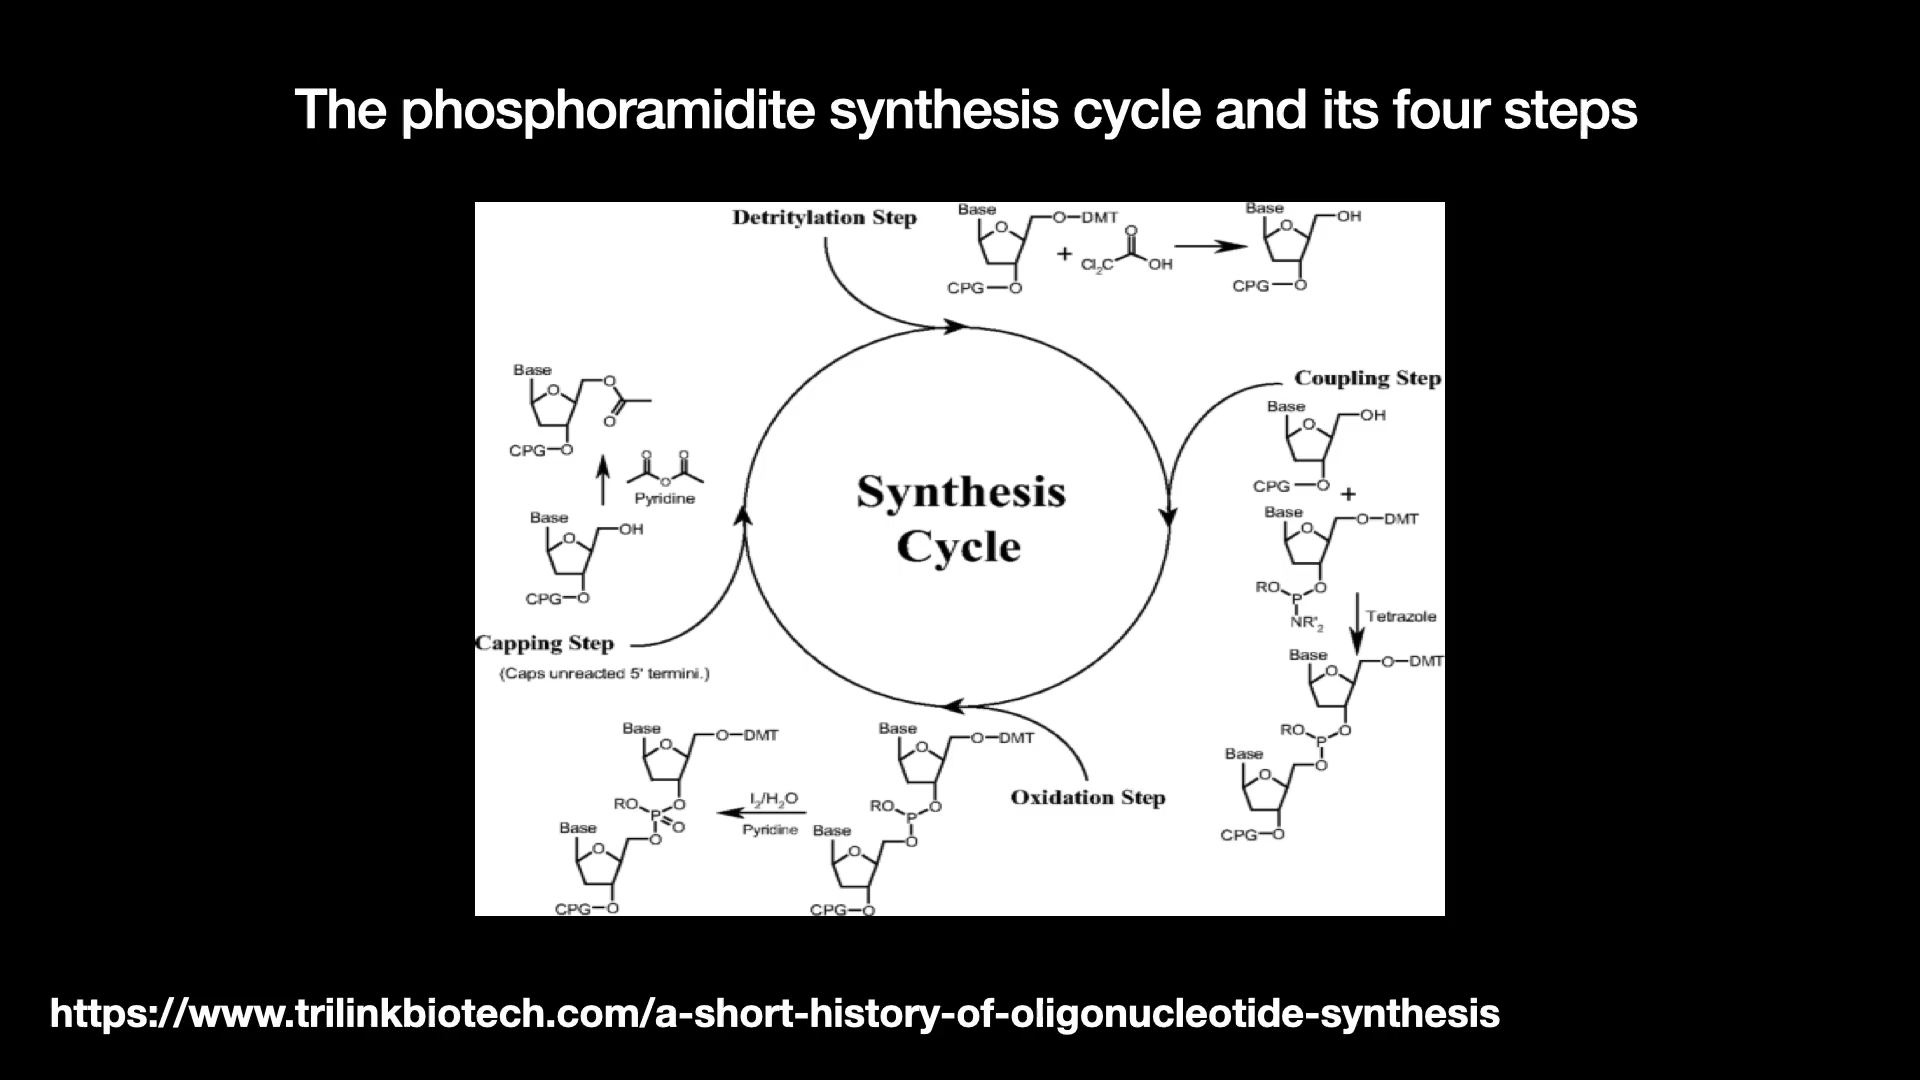 The phosphoramidite synthesis cycle and its four steps
Detritylation Step
Base
O
O
DMT
+
Cl2C
O
OH
CPG
O
Base
O
OH
CPG
O
Coupling Step
Base
O
OH
CPG
O
+
Base
O
O
DMT
RO
O
P
NR'2
Tetrazole
Base
O
O
DMT
RO
O
P
O
Base
O
CPG
O
Synthesis
Cycle
Oxidation Step
Base
O
O
DMT
RO
O
P
O
Base
O
CPG
O
I2/H2O
Pyridine
Base
O
O
DMT
RO
O
P
O
O
Base
O
CPG
O
Capping Step
(Caps unreacted 5' termini.)
Base
O
OH
CPG
O
O
O
O
Pyridine
Base
O
O
O
CPG
O
https://www.trilinkbiotech.com/a-short-history-of-oligonucleotide-synthesis